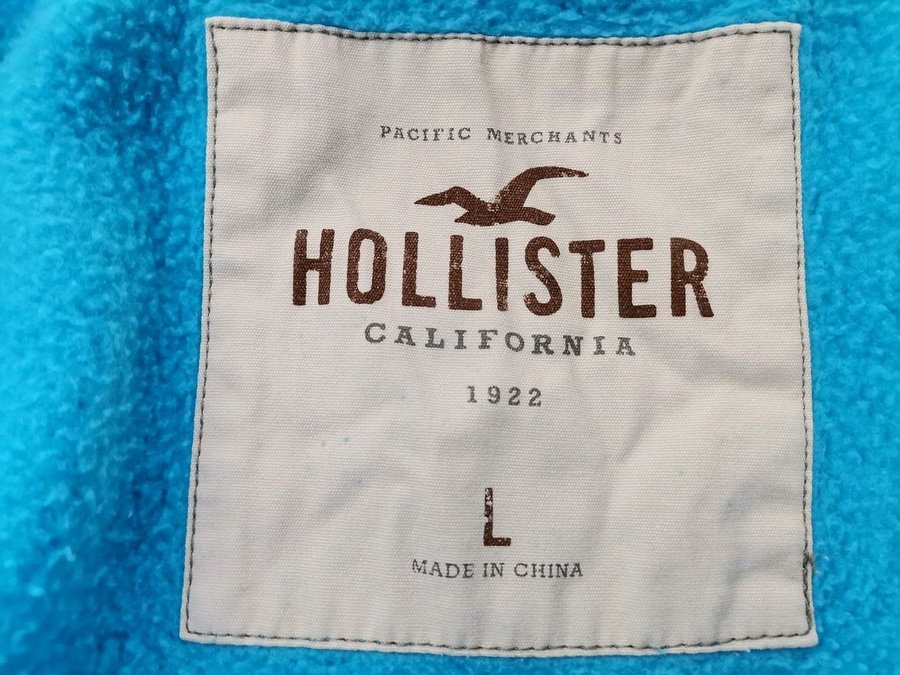 PACIFIC MERCHANTS
HOLLISTER
CALIFORNIA
1922
L
MADE IN CHINA